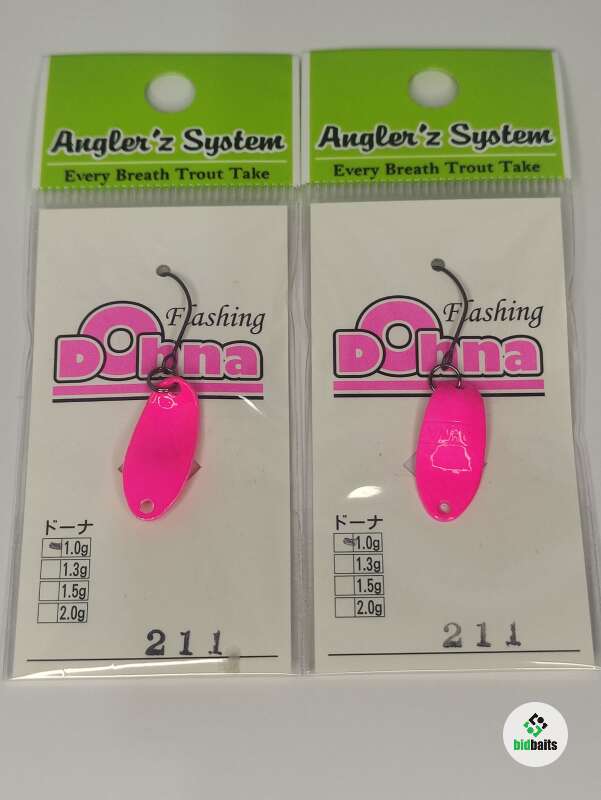 Angler'z System
Every Breath Trout Take
Flashing
Dohna
ドーナ
1.0g
1.3g
1.5g
2.0g
211
Angler'z System
Every Breath Trout Take
Flashing
Dohna
ドーナ
1.0g
1.3g
1.5g
2.0g
211
bidbaits